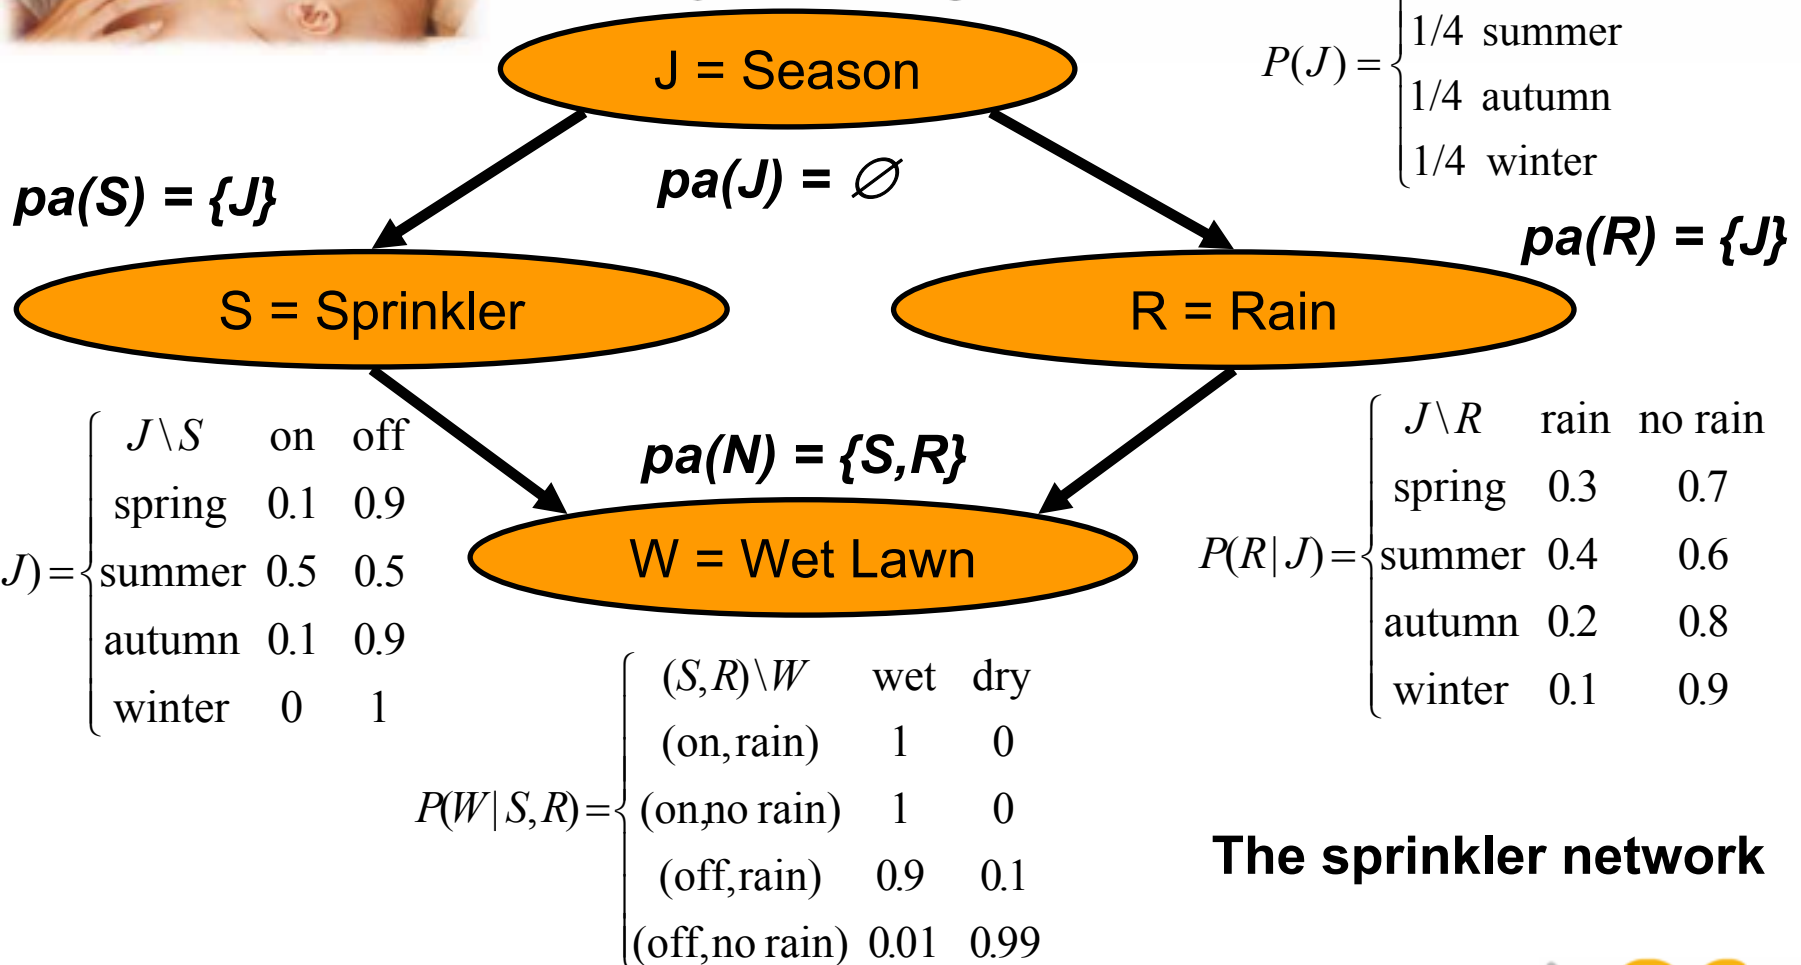 J = Season
P(J) =
1/4 summer
1/4 autumn
1/4 winter
pa(S) = {J}
pa(J) = ∅
pa(R) = {J}
S = Sprinkler
R = Rain
J) =
J\S on off
spring 0.1 0.9
summer 0.5 0.5
autumn 0.1 0.9
winter 0 1
pa(N) = {S,R}
W = Wet Lawn
P(R|J) =
J\R rain no rain
spring 0.3 0.7
summer 0.4 0.6
autumn 0.2 0.8
winter 0.1 0.9
P(W|S,R) =
(S,R)\W wet dry
(on,rain) 1 0
(on,no rain) 1 0
(off,rain) 0.9 0.1
(off,no rain) 0.01 0.99
The sprinkler network